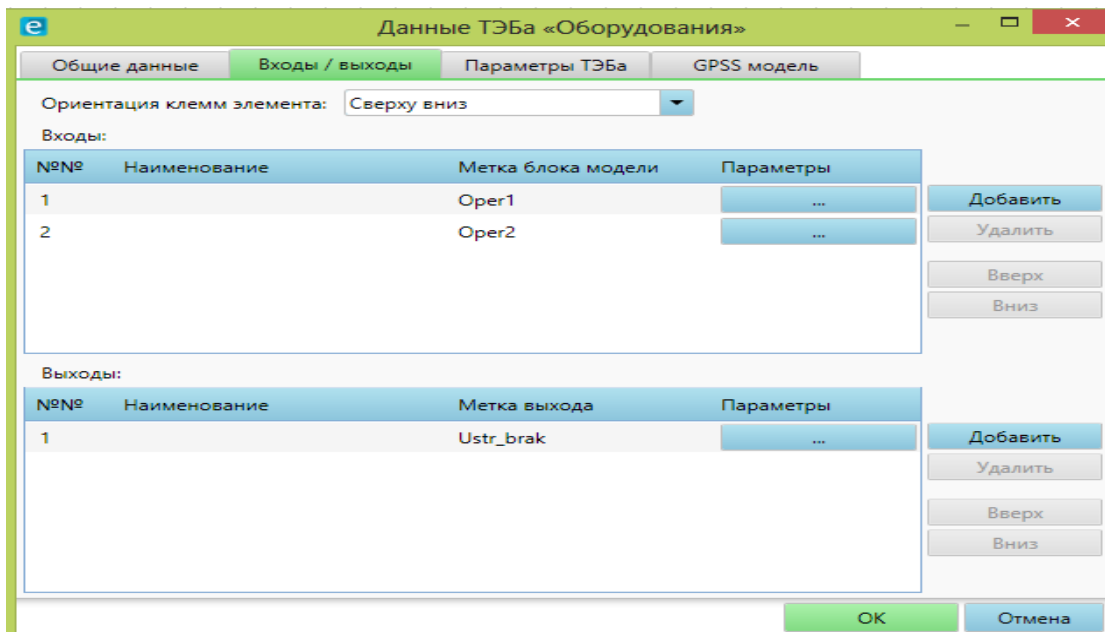 e Данные ТЭБа «Оборудования»
Общие данные Входы / выходы Параметры ТЭБа GPSS модель
Ориентация клемм элемента: Сверху вниз
Входы:
№№ Наименование Метка блока модели Параметры
1 Oper1 ... Добавить
2 Oper2 ... Удалить
Вверх
Вниз
Выходы:
№№ Наименование Метка выхода Параметры
1 Ustr_brak ... Добавить
Удалить
Вверх
Вниз
OK Отмена